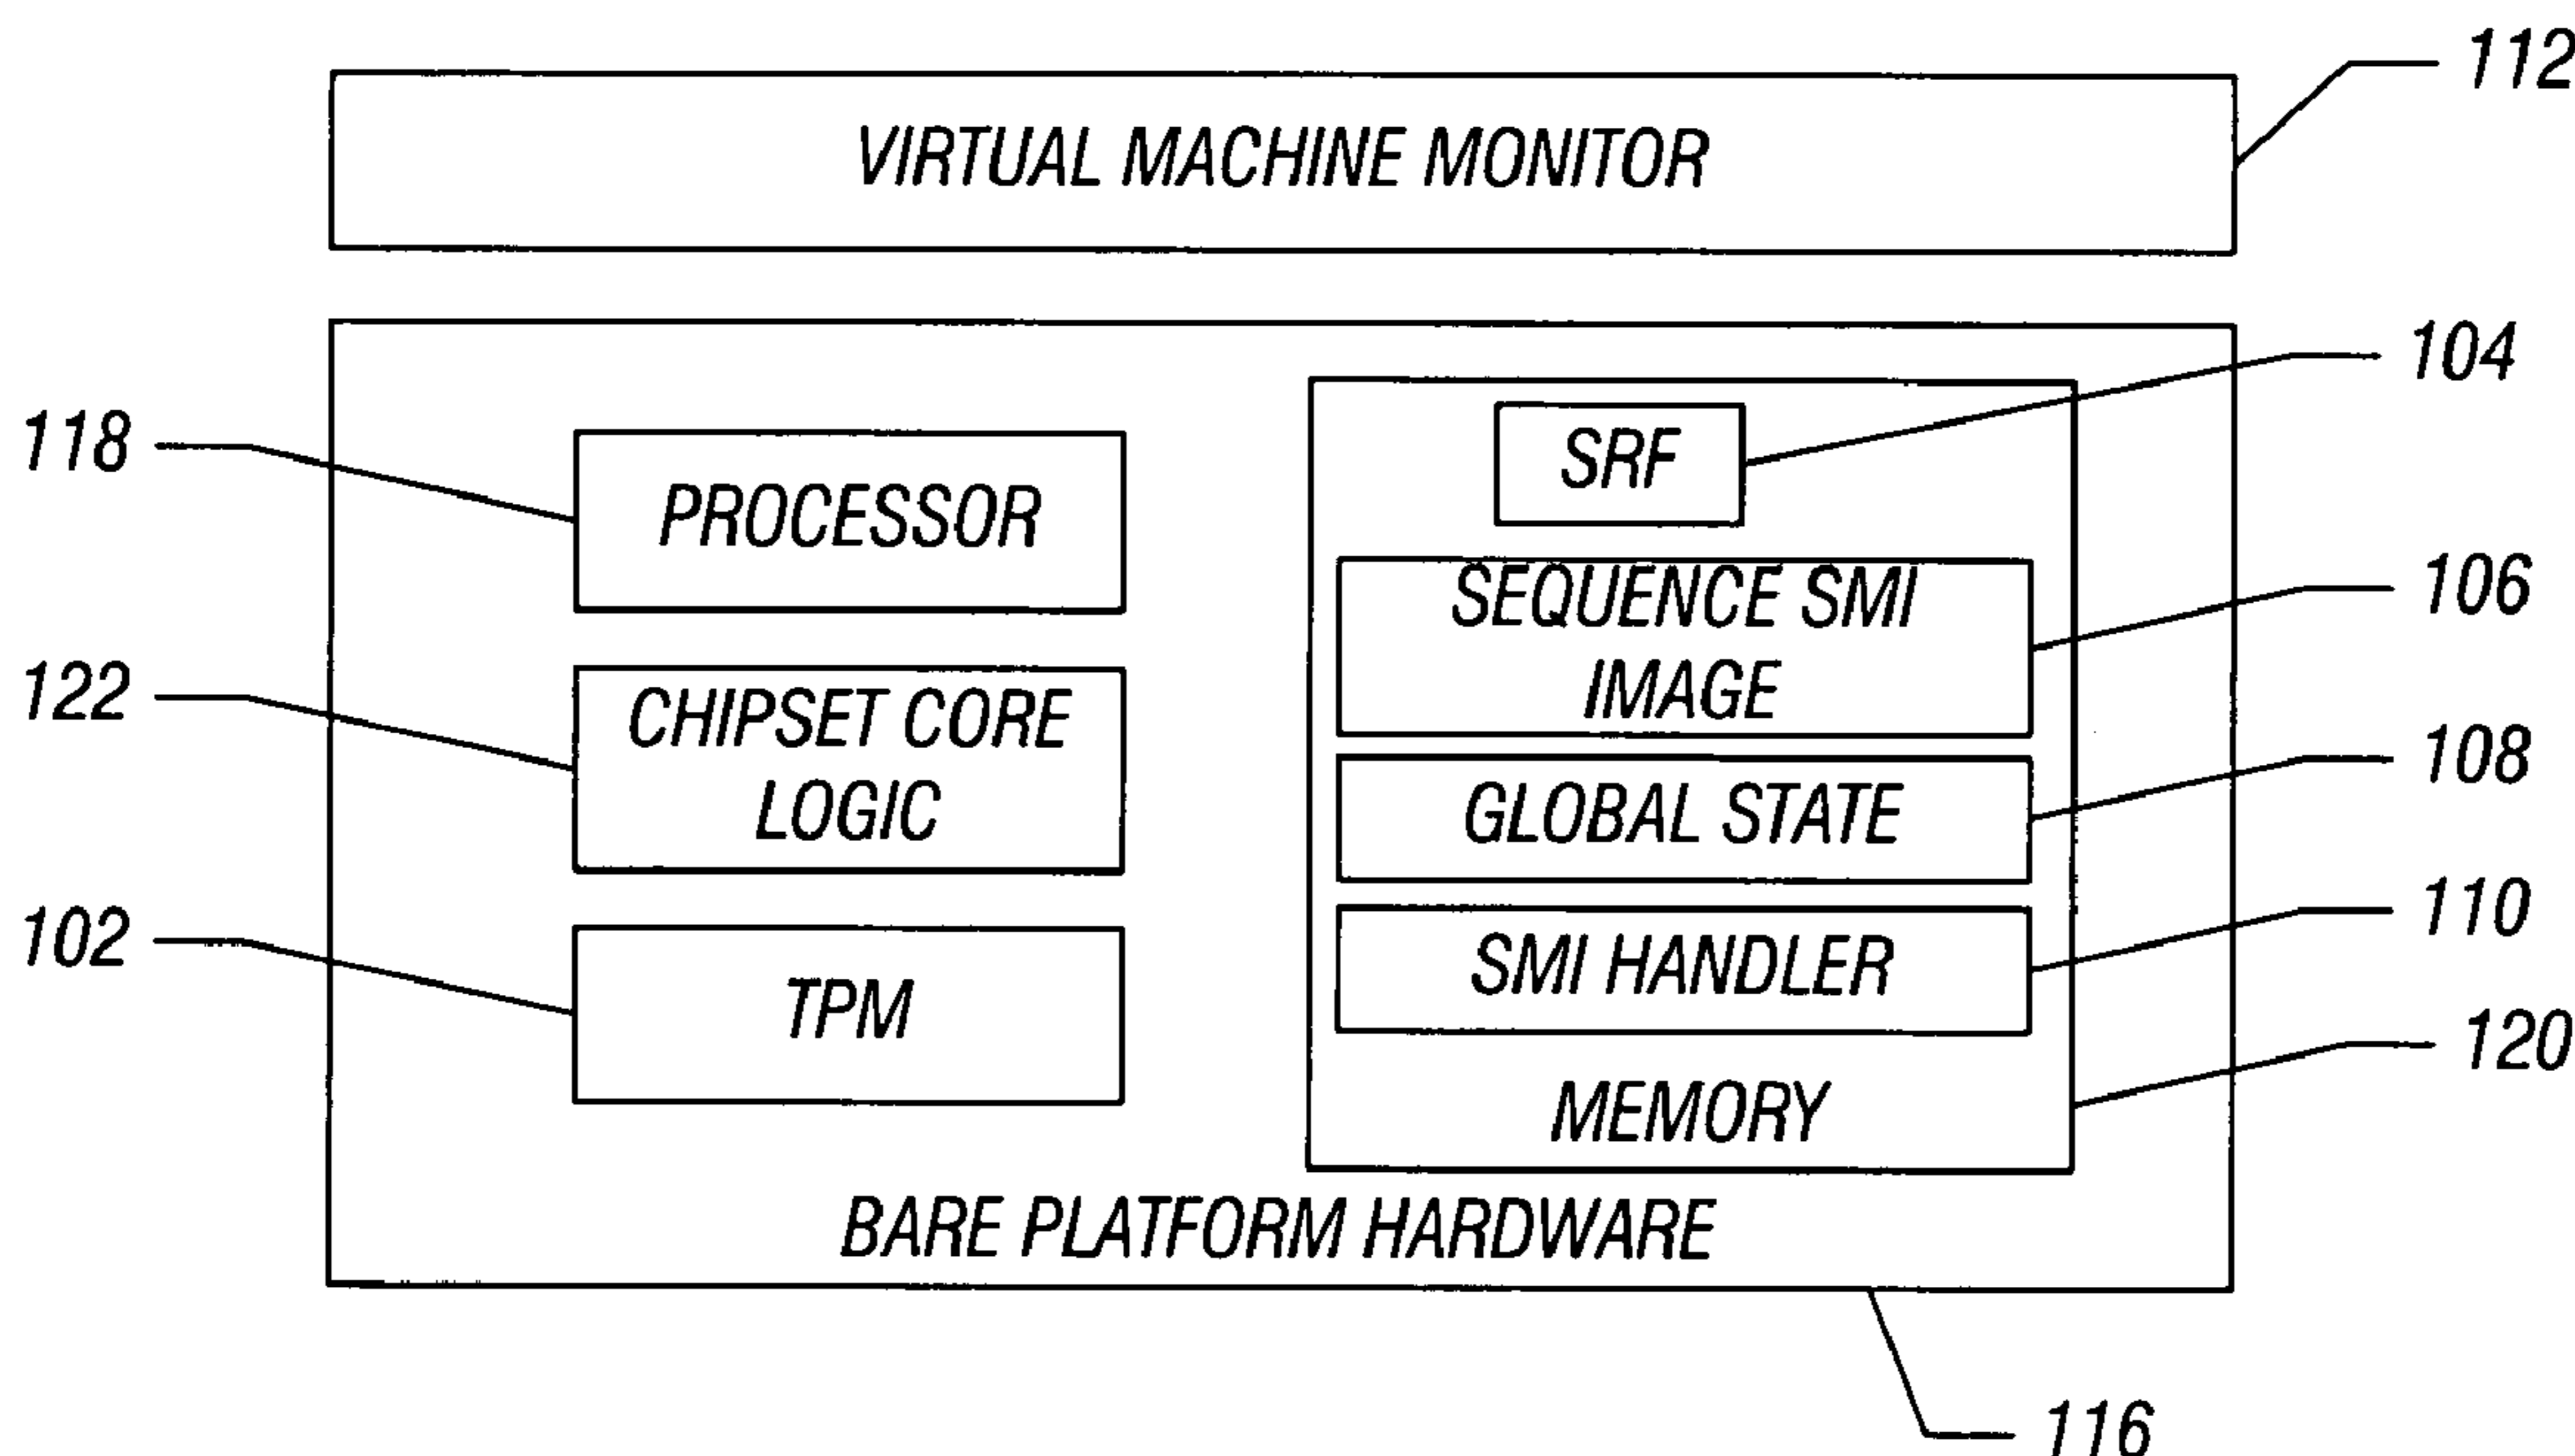 112
VIRTUAL MACHINE MONITOR
104
118
SRF
PROCESSOR
SEQUENCE SMI
IMAGE
106
122
CHIPSET CORE
LOGIC
GLOBAL STATE
108
102
TPM
SMI HANDLER
110
MEMORY
120
BARE PLATFORM HARDWARE
116